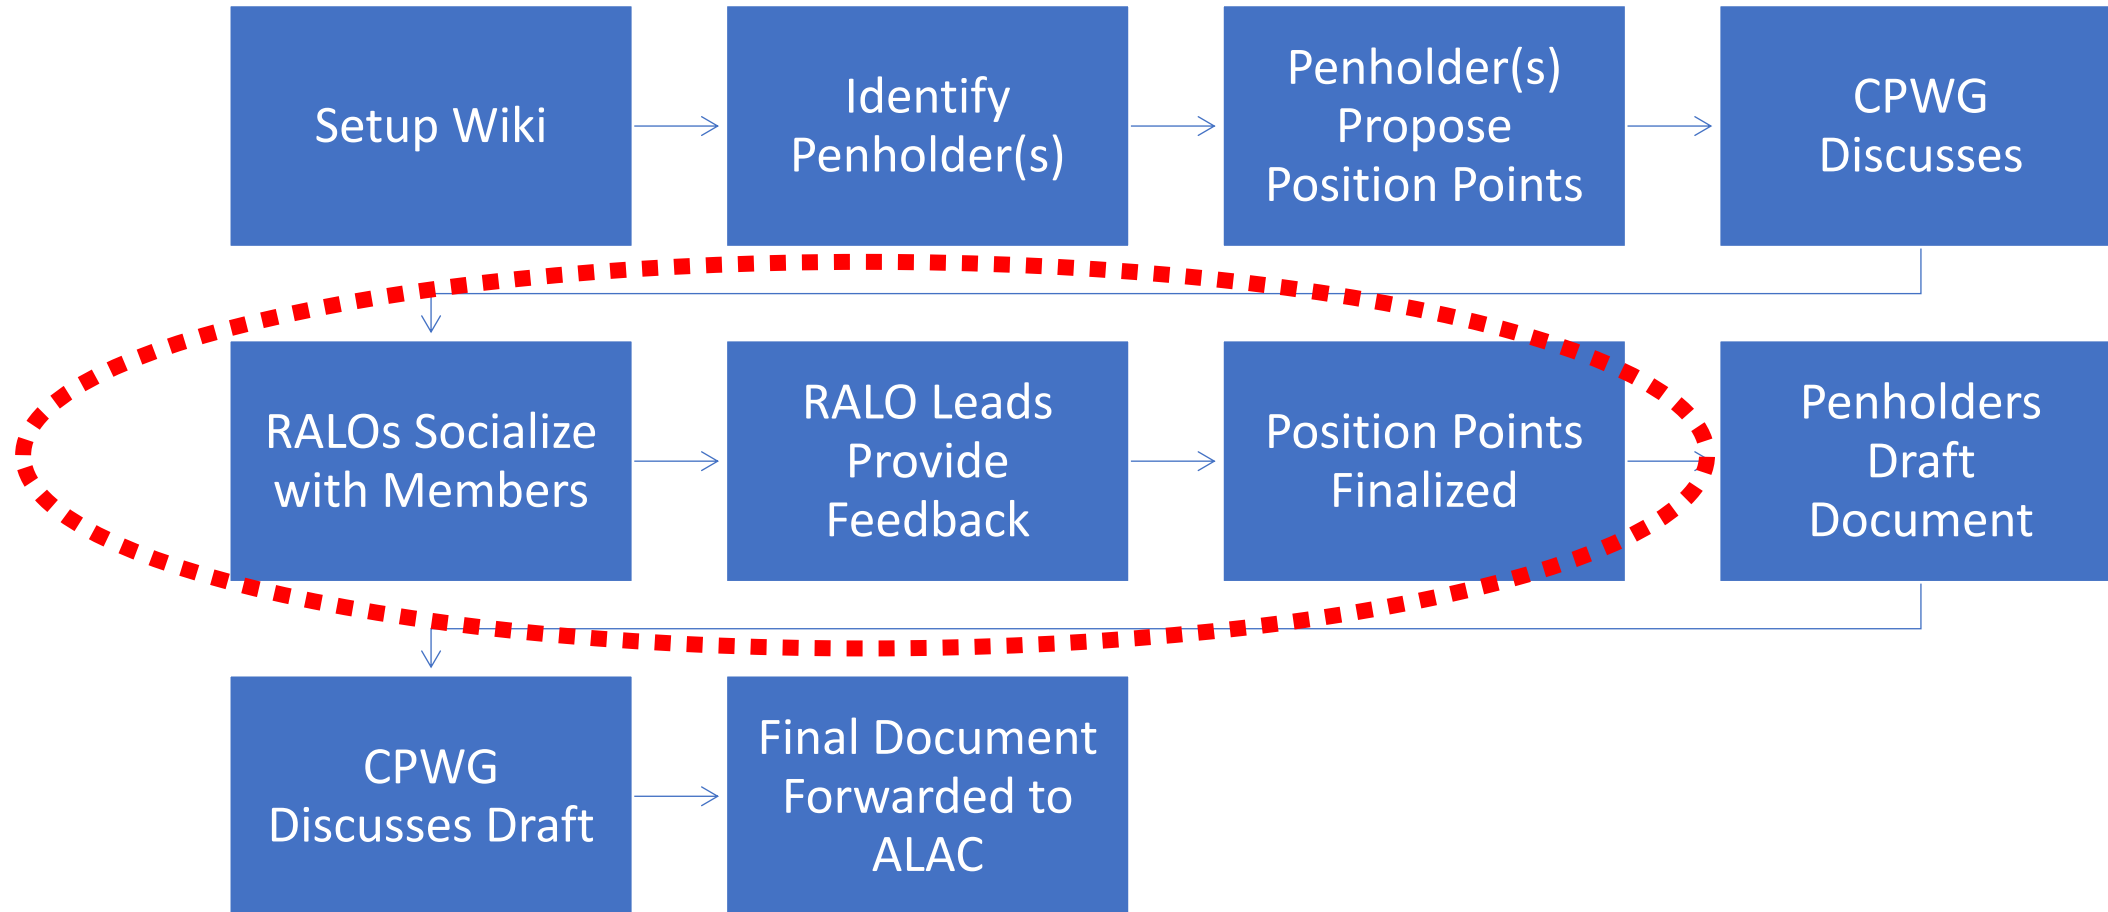 Setup Wiki
Identify
Penholder(s)
Penholder(s)
Propose
Position Points
CPWG
Discusses
RALOs Socialize
with Members
RALO Leads
Provide
Feedback
Position Points
Finalized
Penholders
Draft
Document
CPWG
Discusses Draft
Final Document
Forwarded to
ALAC